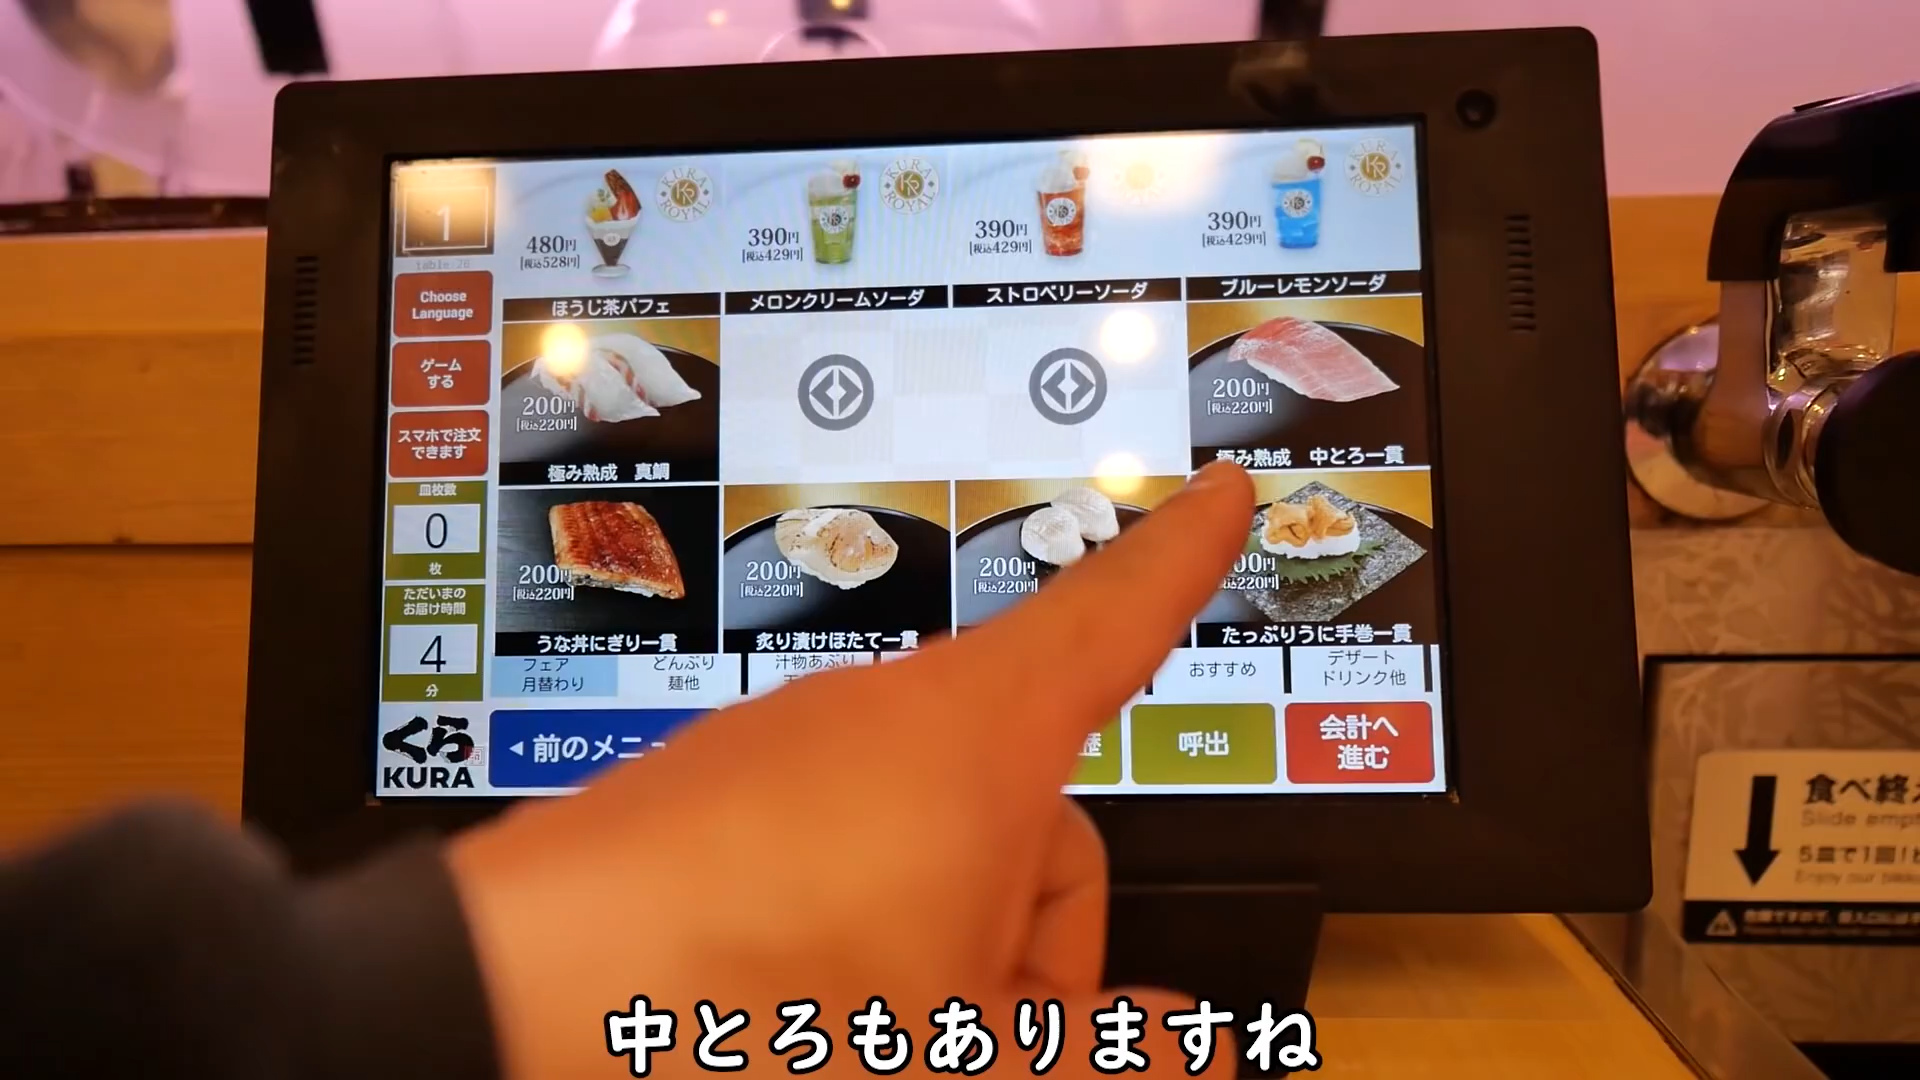 1
table 26
Choose
Language
ゲーム
する
スマホで注文
できます
皿枚数
0
枚
ただいまの
お届け時間
4
分
くら
KURA
480円
[税込528円]
KURA ROYAL
ほうじ茶パフェ
390円
[税込429円]
KURA ROYAL
メロンクリームソーダ
390円
[税込429円]
ストロベリーソーダ
390円
[税込429円]
KURA ROYAL
ブルーレモンソーダ
200円
[税込220円]
極み熟成 真鯛
200円
[税込220円]
極み熟成 中とろ一貫
200円
[税込220円]
うな丼にぎり一貫
200円
[税込220円]
炙り漬けほたて一貫
200円
[税込220円]
00円
[税込220円]
たっぷりうに手巻一貫
フェア
月替わり
どんぶり
麺他
汁物あぶり
おすすめ
デザート
ドリンク他
◀前のメニュー
歴
呼出
会計へ
進む
食べ終
Slide empt
5皿で1回!
Enjoy our
中とろもありますね